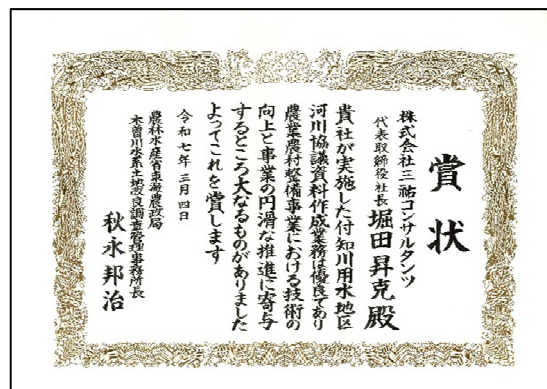 賞状
株式会社三祐コンサルタンツ
代表取締役社長 堀田昇克殿
貴社が実施した付知川用水地区
河川協議資料作成業務は優良であり
農業農村整備事業における技術の
向上と事業の円滑な推進に寄与
するところ大なるものがありました
よってこれを賞します
令和七年三月四日
農林水産省東海農政局
木曽川水系土地改良調査管理事務所長
秋永邦治